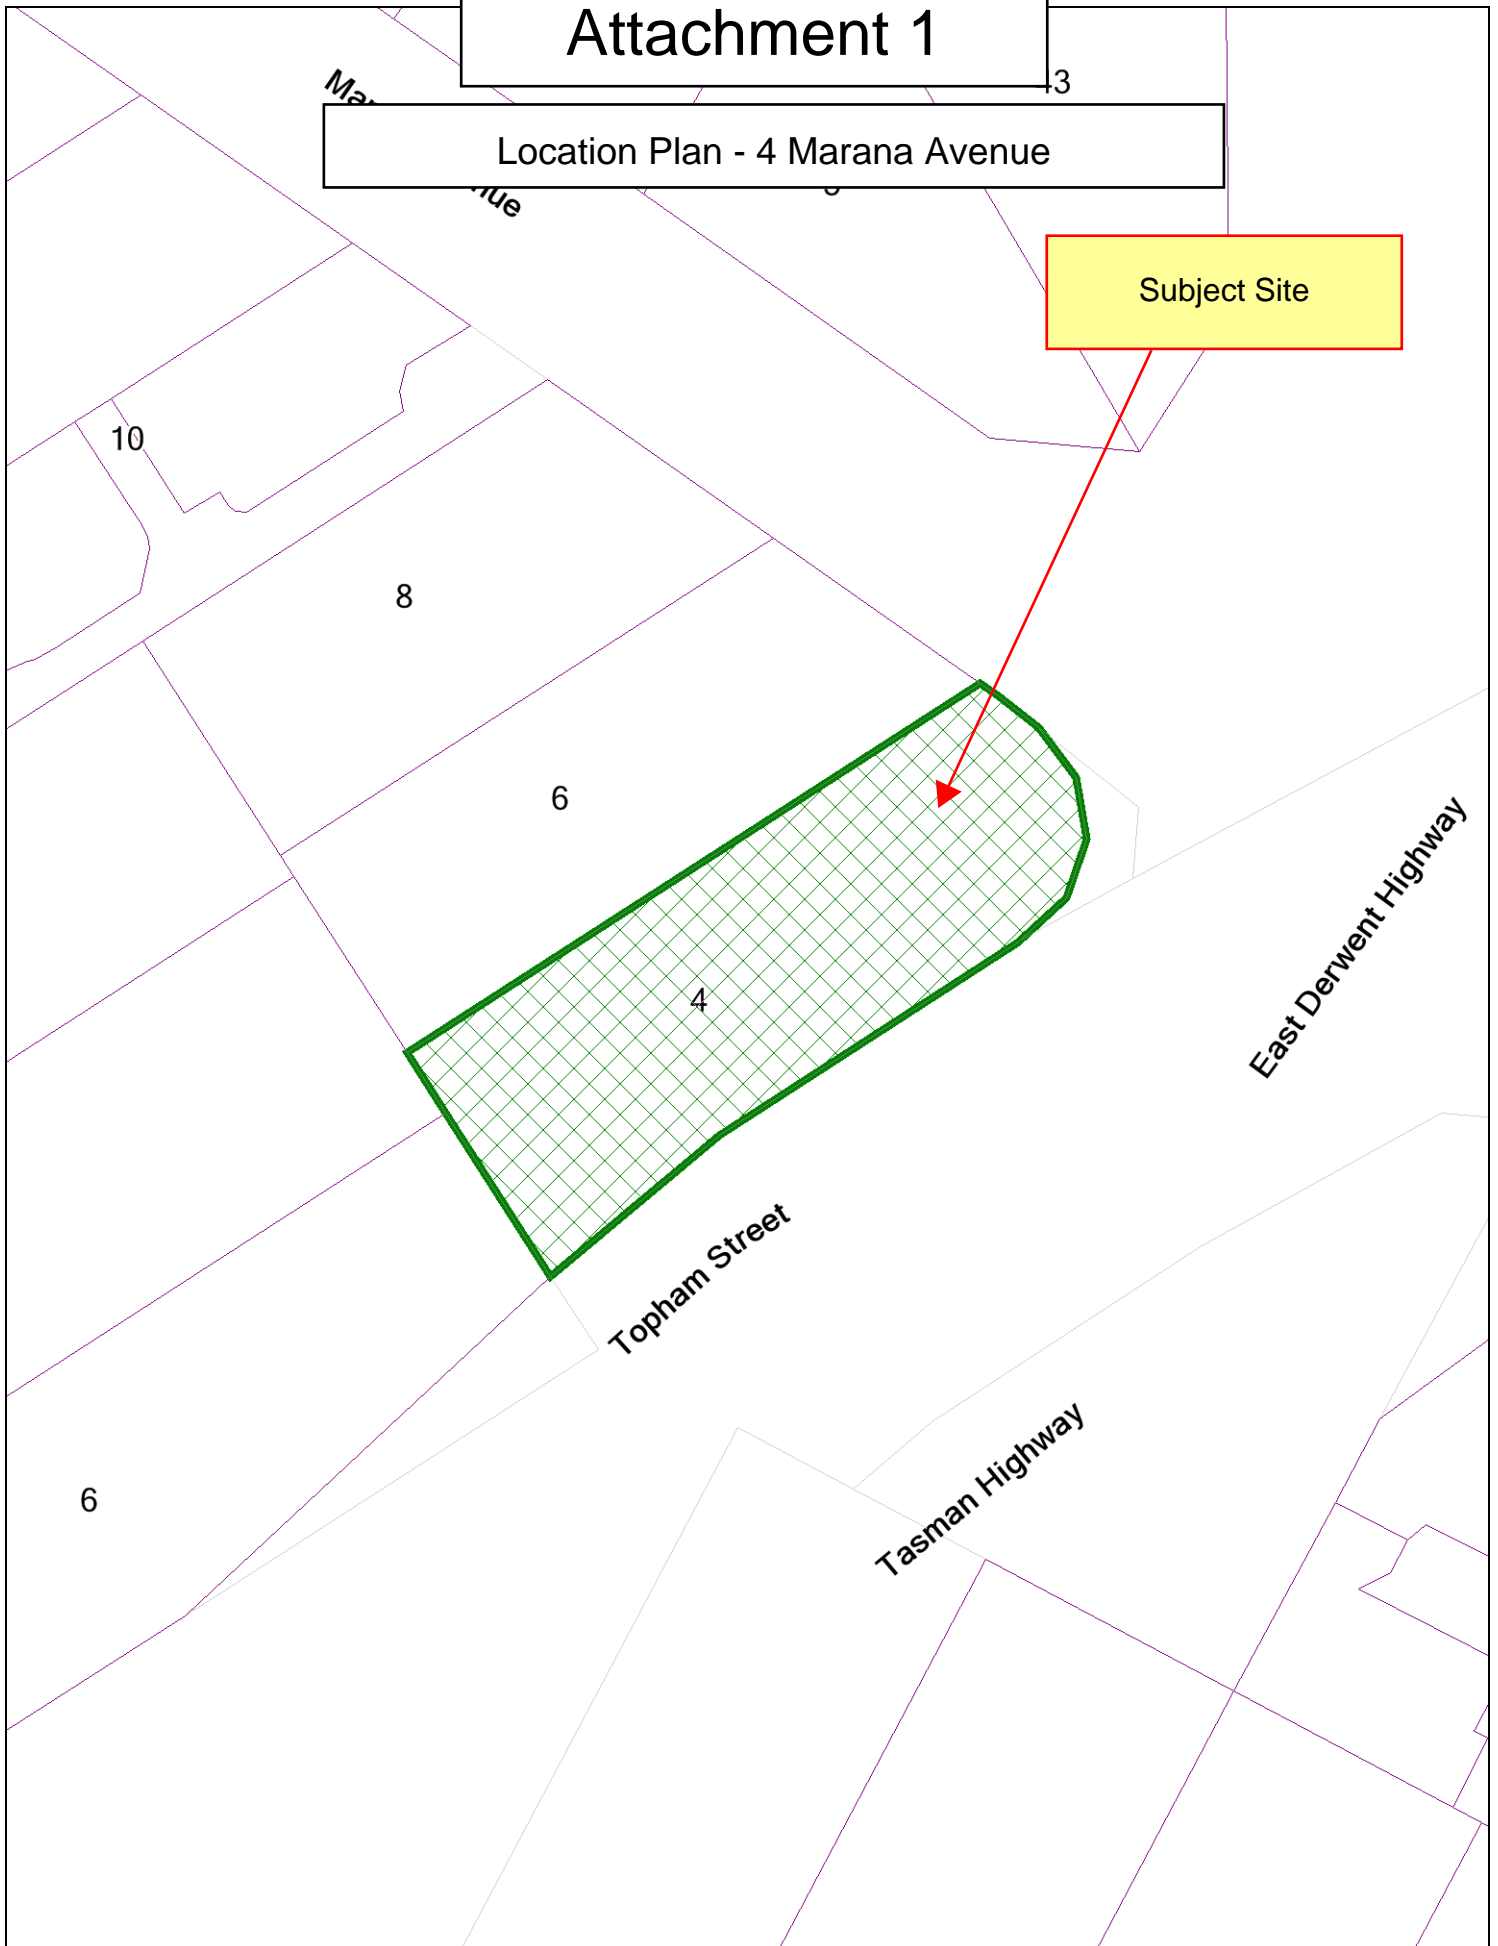 Attachment 1
Location Plan - 4 Marana Avenue
Subject Site
10
8
6
4
East Derwent Highway
Topham Street
Tasman Highway
6